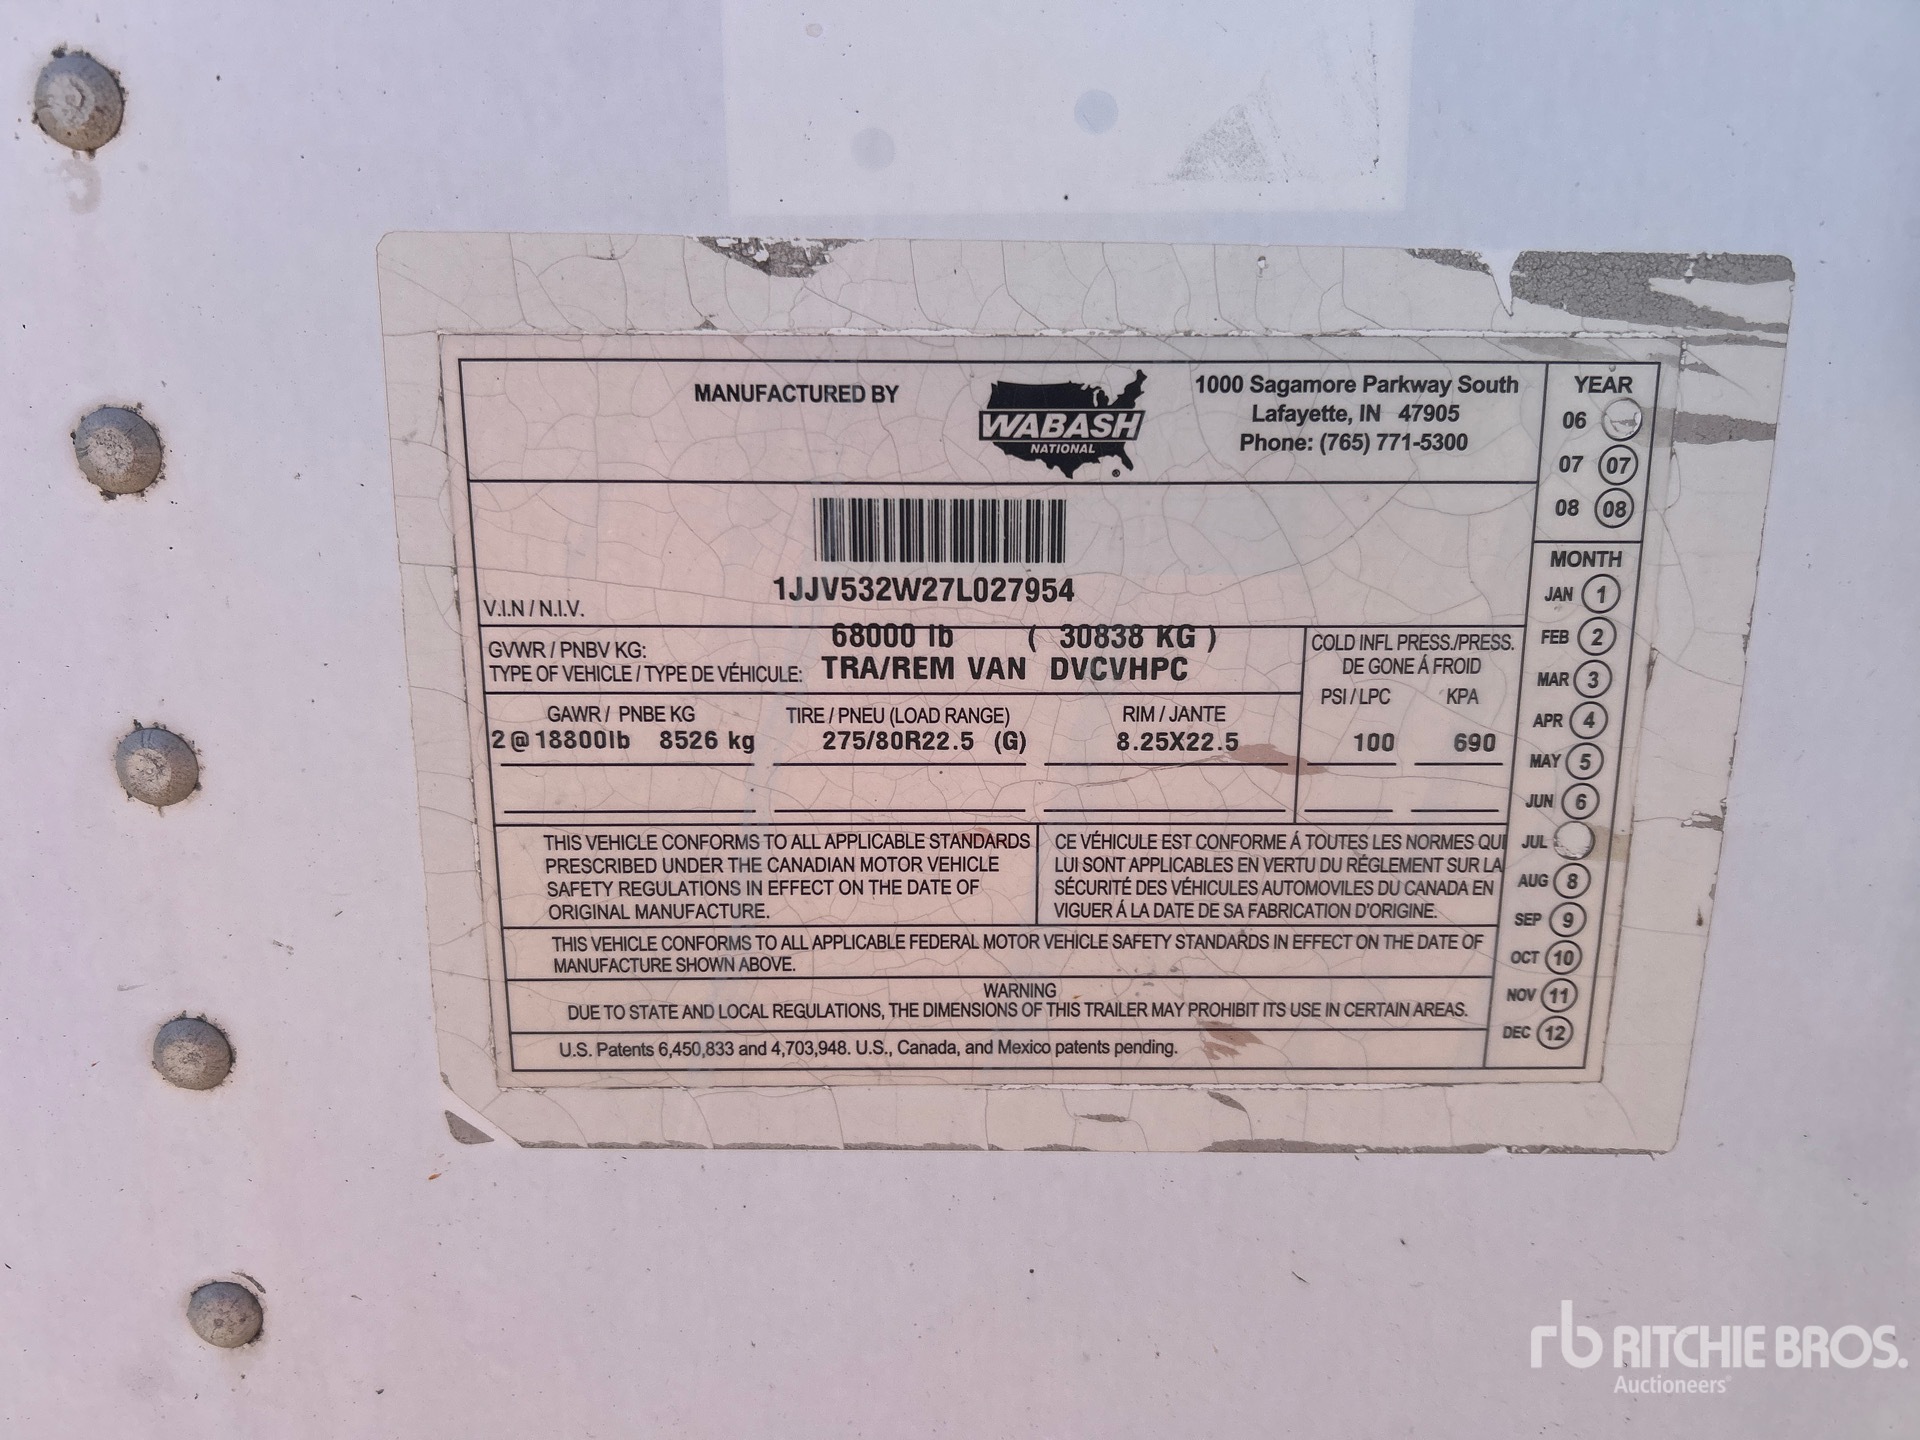 MANUFACTURED BY
WABASH
NATIONAL
®
1000 Sagamore Parkway South
Lafayette, IN 47905
Phone: (765) 771-5300
YEAR
06
07 07
08 08
1JJV532W27L027954
V.I.N / N.I.V.
GVWR / PNBV KG: 68000 lb ( 30838 KG )
TYPE OF VEHICLE / TYPE DE VÉHICULE: TRA/REM VAN DVCVHPC
COLD INFL PRESS./PRESS.
DE GONE Á FROID
PSI / LPC KPA
GAWR / PNBE KG TIRE / PNEU (LOAD RANGE) RIM / JANTE
2@18800lb 8526 kg 275/80R22.5 (G) 8.25X22.5 100 690
MONTH
JAN 1
FEB 2
MAR 3
APR 4
MAY 5
JUN 6
JUL
AUG 8
SEP 9
OCT 10
NOV 11
DEC 12
THIS VEHICLE CONFORMS TO ALL APPLICABLE STANDARDS
PRESCRIBED UNDER THE CANADIAN MOTOR VEHICLE
SAFETY REGULATIONS IN EFFECT ON THE DATE OF
ORIGINAL MANUFACTURE.
CE VÉHICULE EST CONFORME Á TOUTES LES NORMES QUI
LUI SONT APPLICABLES EN VERTU DU RÉGLEMENT SUR LA
SÉCURITÉ DES VÉHICULES AUTOMOVILES DU CANADA EN
VIGUER Á LA DATE DE SA FABRICATION D'ORIGINE.
THIS VEHICLE CONFORMS TO ALL APPLICABLE FEDERAL MOTOR VEHICLE SAFETY STANDARDS IN EFFECT ON THE DATE OF
MANUFACTURE SHOWN ABOVE.
WARNING
DUE TO STATE AND LOCAL REGULATIONS, THE DIMENSIONS OF THIS TRAILER MAY PROHIBIT ITS USE IN CERTAIN AREAS.
U.S. Patents 6,450,833 and 4,703,948. U.S., Canada, and Mexico patents pending.
rb RITCHIE BROS.
Auctioneers